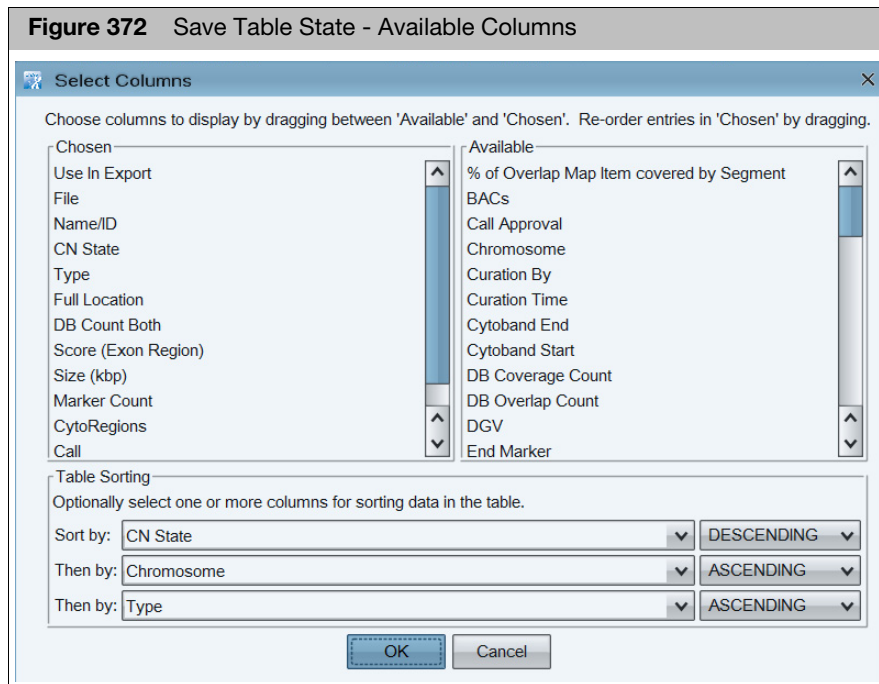 Figure 372 Save Table State - Available Columns
Select Columns
Choose columns to display by dragging between 'Available' and 'Chosen'. Re-order entries in 'Chosen' by dragging.
Chosen
Use In Export
File
Name/ID
CN State
Type
Full Location
DB Count Both
Score (Exon Region)
Size (kbp)
Marker Count
CytoRegions
Call
Available
% of Overlap Map Item covered by Segment
BACs
Call Approval
Chromosome
Curation By
Curation Time
Cytoband End
Cytoband Start
DB Coverage Count
DB Overlap Count
DGV
End Marker
Table Sorting
Optionally select one or more columns for sorting data in the table.
Sort by: CN State DESCENDING
Then by: Chromosome ASCENDING
Then by: Type ASCENDING
OK Cancel